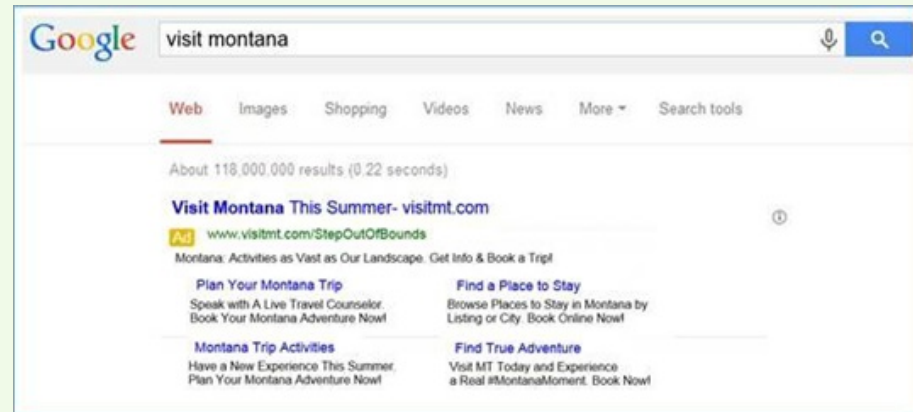 Google visit montana
Web Images Shopping Videos News More Search tools
About 118,000,000 results (0.22 seconds)
Visit Montana This Summer- visitmt.com
Ad www.visitmt.com/StepOutOfBounds
Montana: Activities as Vast as Our Landscape. Get Info & Book a Trip!
Plan Your Montana Trip
Speak with A Live Travel Counselor.
Book Your Montana Adventure Now!
Find a Place to Stay
Browse Places to Stay in Montana by
Listing or City. Book Online Now!
Montana Trip Activities
Have a New Experience This Summer.
Plan Your Montana Adventure Now!
Find True Adventure
Visit MT Today and Experience
a Real #MontanaMoment. Book Now!